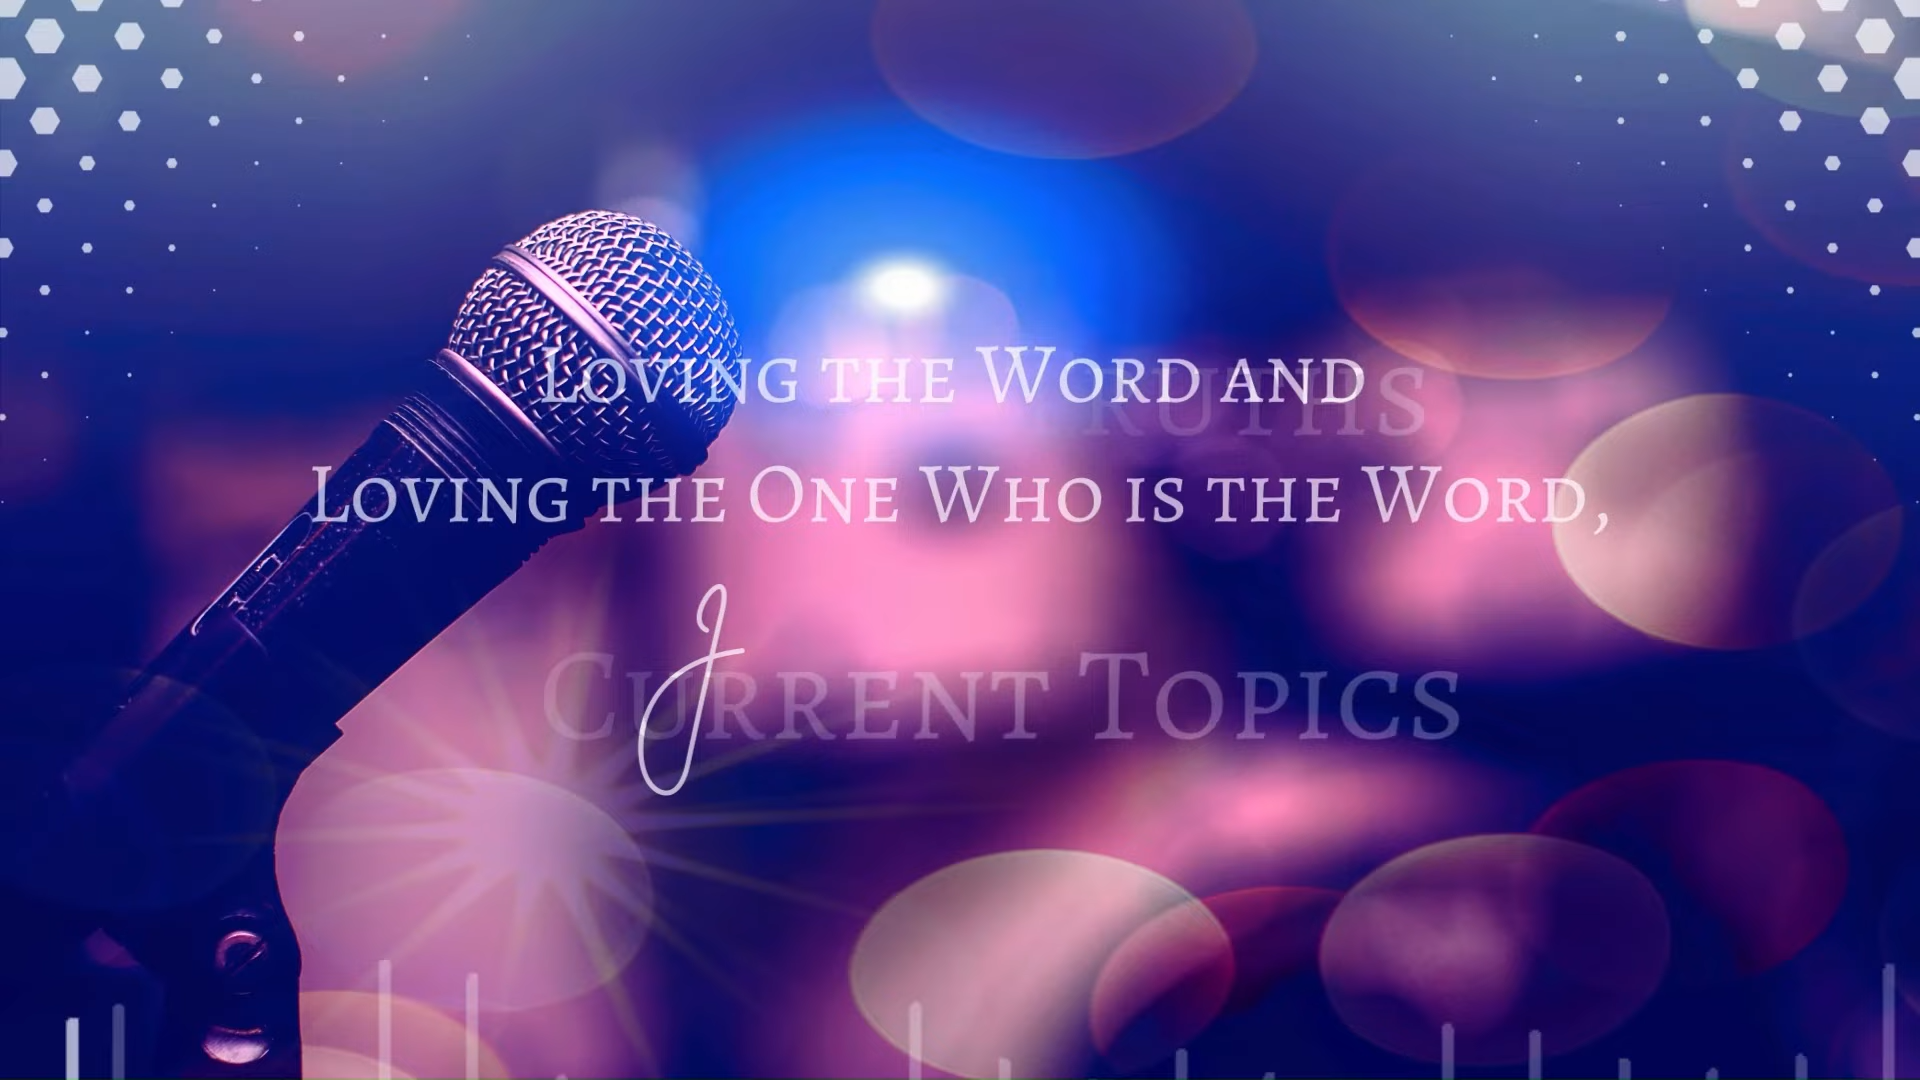 Loving the Word and
Loving the One Who is the Word,
J
Current Topics